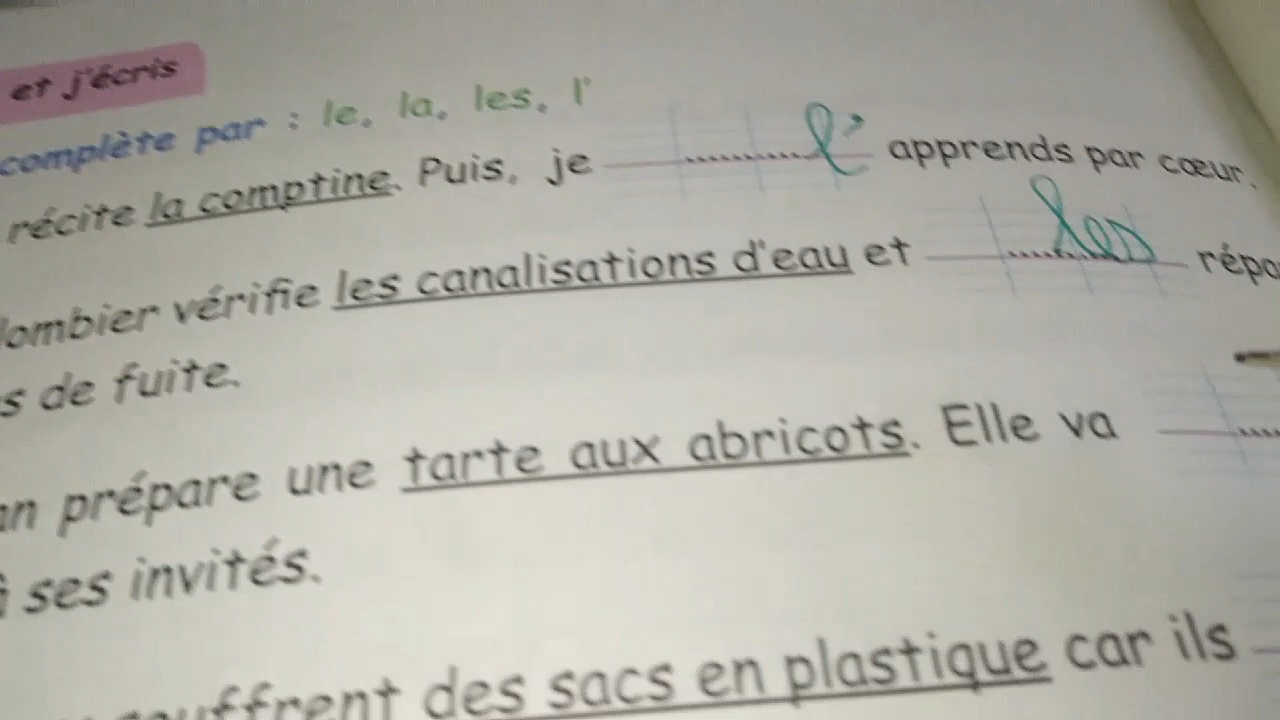 et j'écris
complète par : le, la, les, l'
récite la comptine. Puis, je .......... l' apprends par cœur.
vérifie les canalisations d'eau et ....... les
de fuite.
prépare une tarte aux abricots. Elle va ....
ses invités.
des sacs en plastique car ils